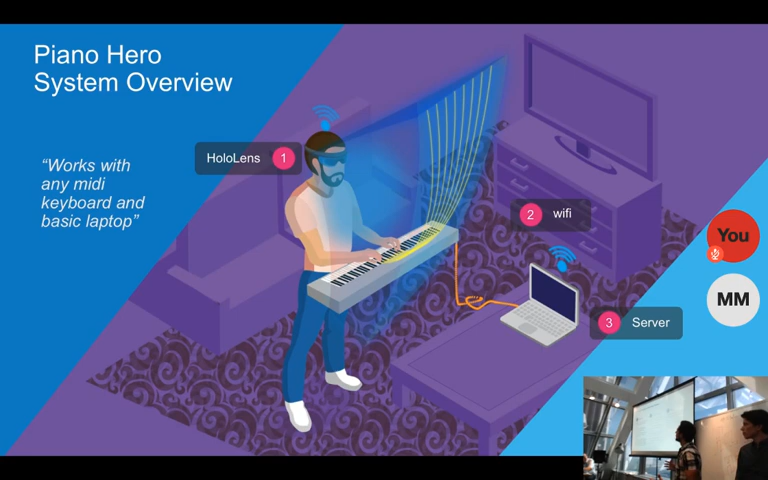 Piano Hero
System Overview
“Works with
any midi
keyboard and
basic laptop”
HoloLens 1
2 wifi
3 Server
You
MM